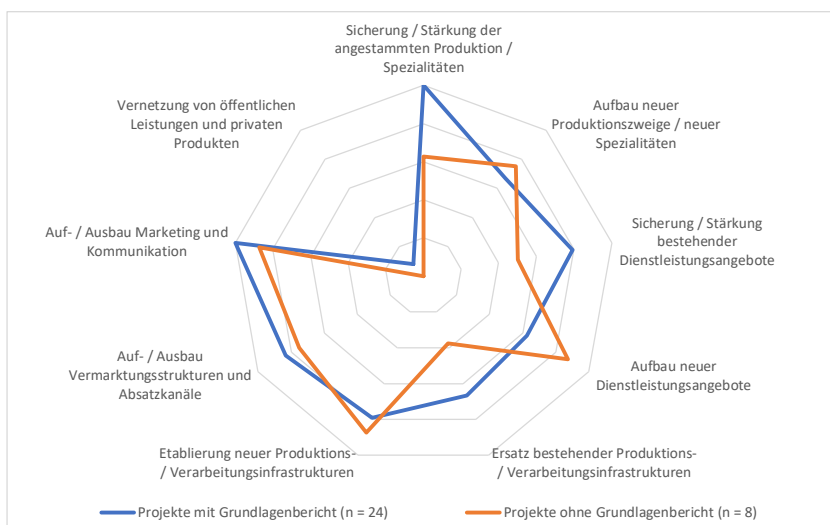 Sicherung / Stärkung der
angestammten Produktion /
Spezialitäten
Aufbau neuer
Produktionszweige / neuer
Spezialitäten
Sicherung / Stärkung
bestehender
Dienstleistungsangebote
Aufbau neuer
Dienstleistungsangebote
Ersatz bestehender Produktions-
/ Verarbeitungsinfrastrukturen
Etablierung neuer Produktions-
/ Verarbeitungsinfrastrukturen
Auf- / Ausbau
Vermarktungsstrukturen und
Absatzkanäle
Auf- / Ausbau Marketing und
Kommunikation
Vernetzung von öffentlichen
Leistungen und privaten
Produkten
Projekte mit Grundlagenbericht (n = 24)
Projekte ohne Grundlagenbericht (n = 8)